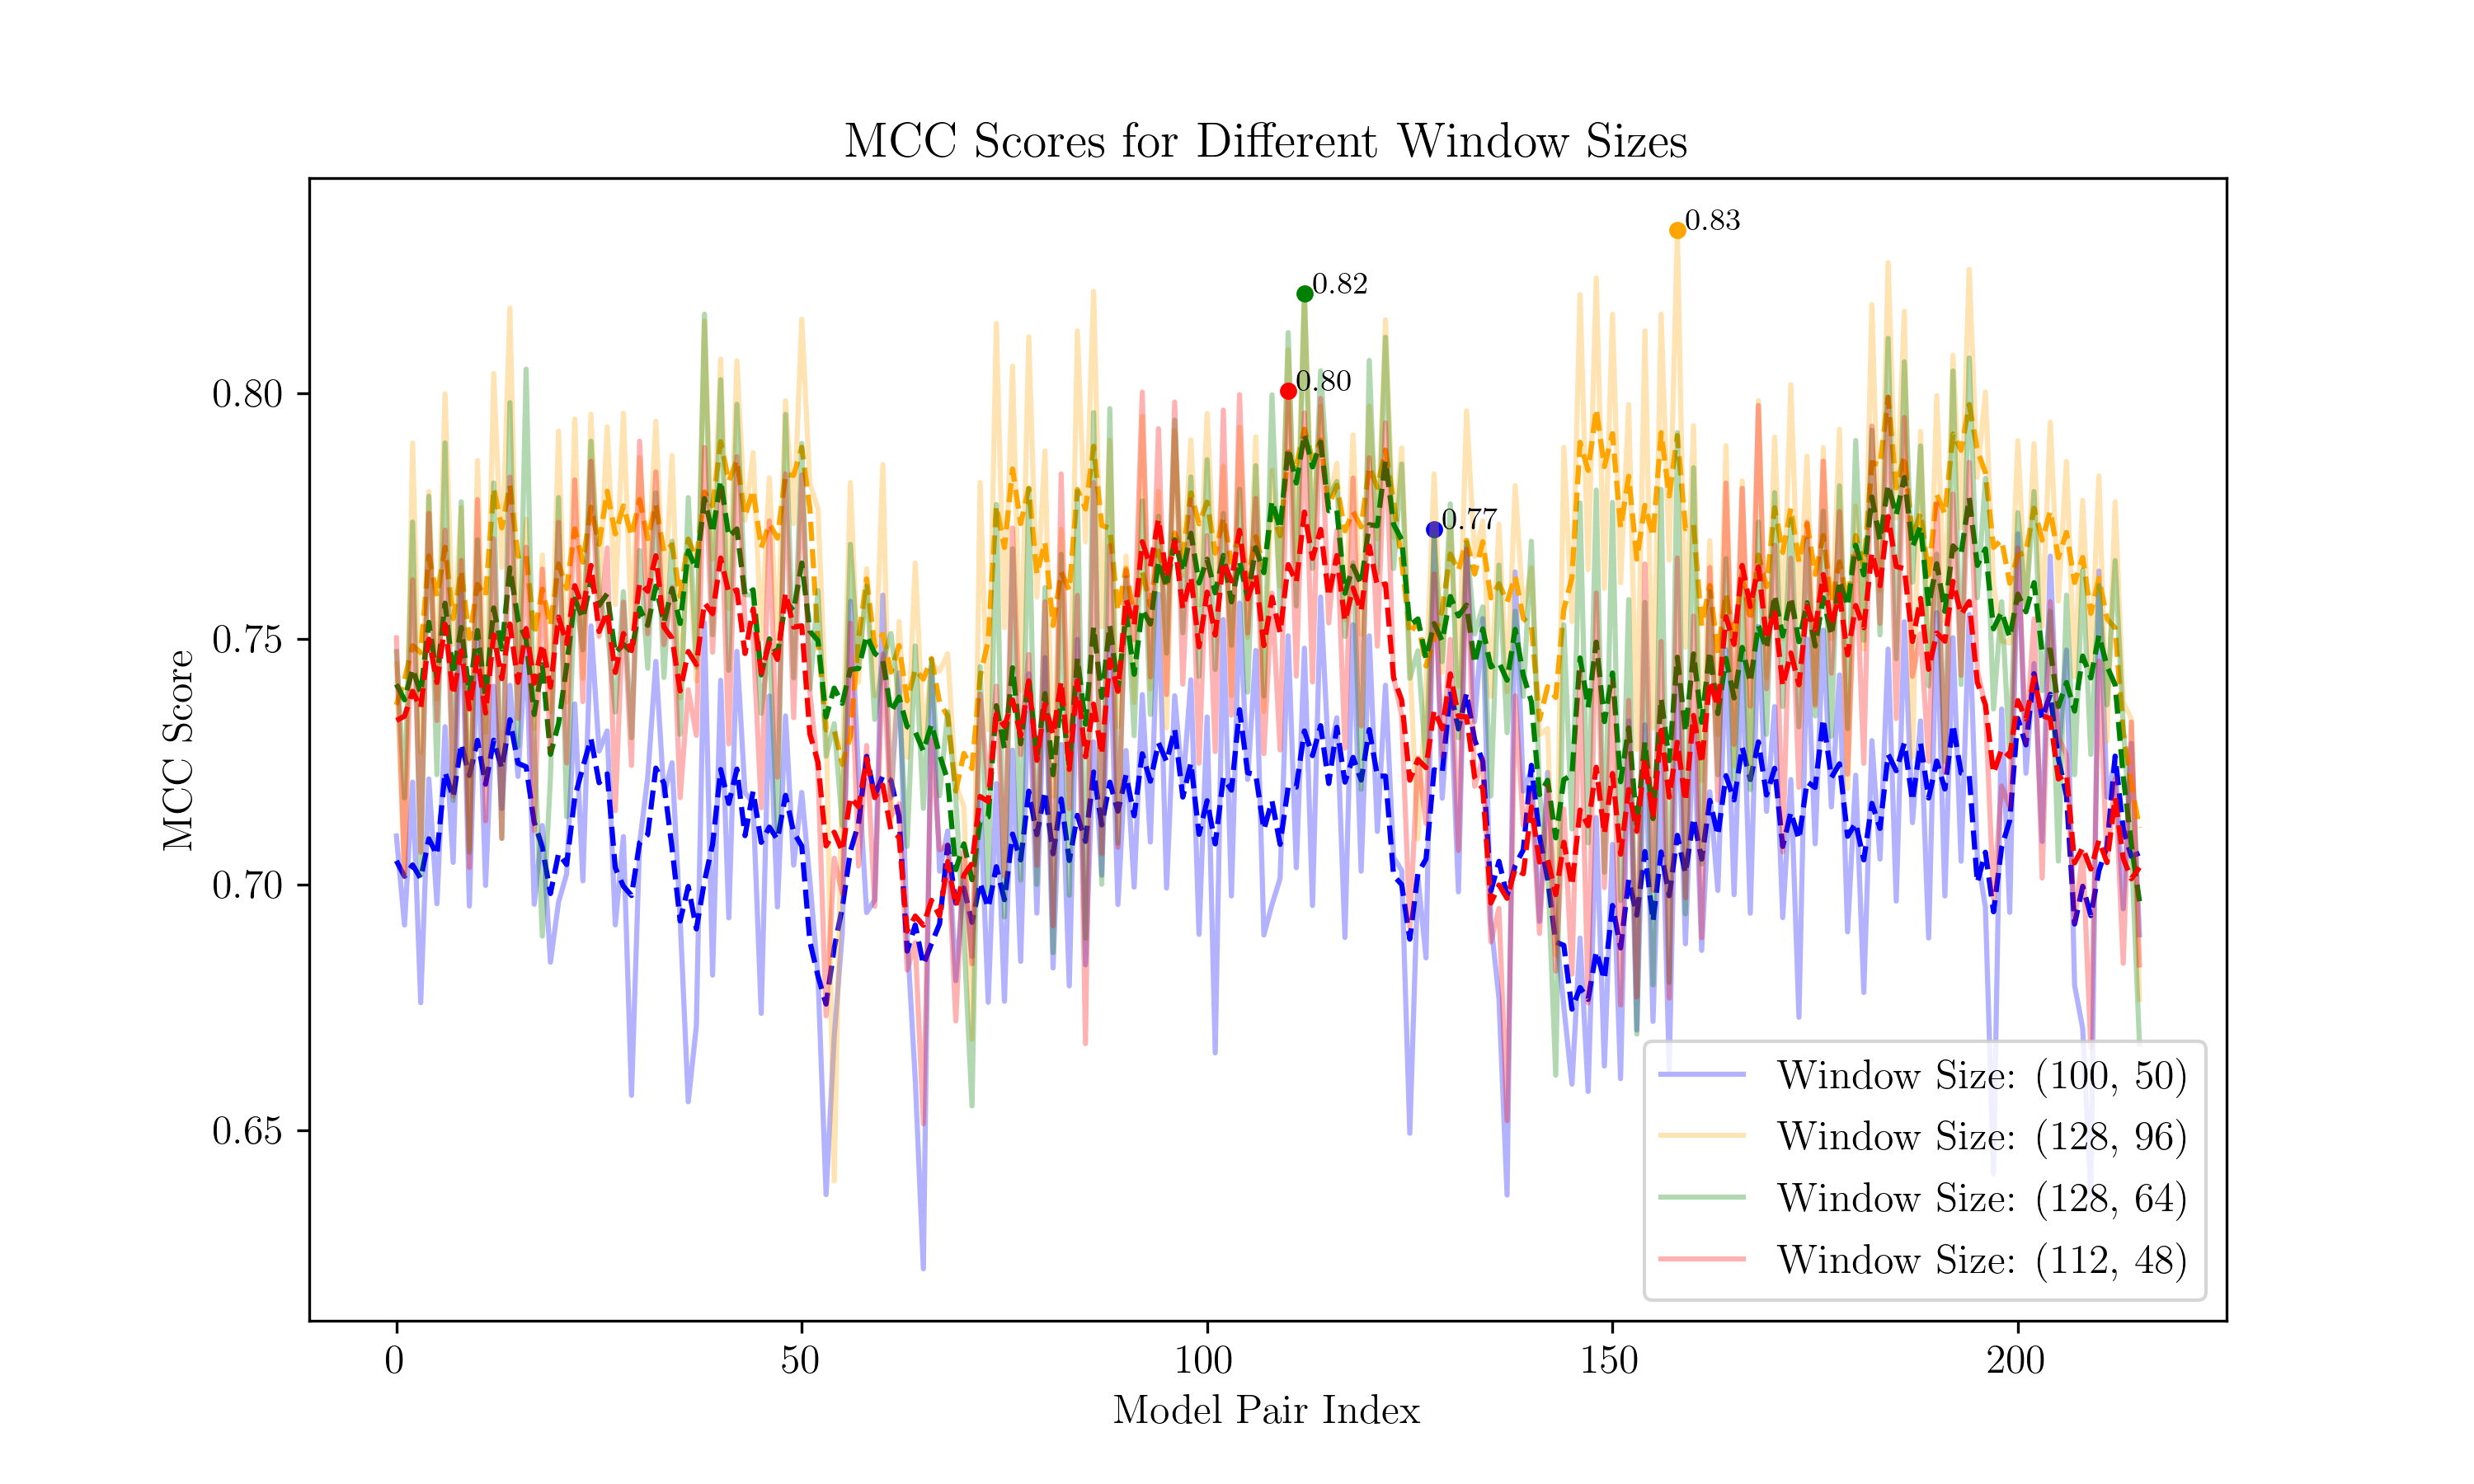 MCC Scores for Different Window Sizes
MCC Score
0.80
0.75
0.70
0.65
0.83
0.82
0.80
0.77
Window Size: (100, 50)
Window Size: (128, 96)
Window Size: (128, 64)
Window Size: (112, 48)
0
50
100
150
200
Model Pair Index